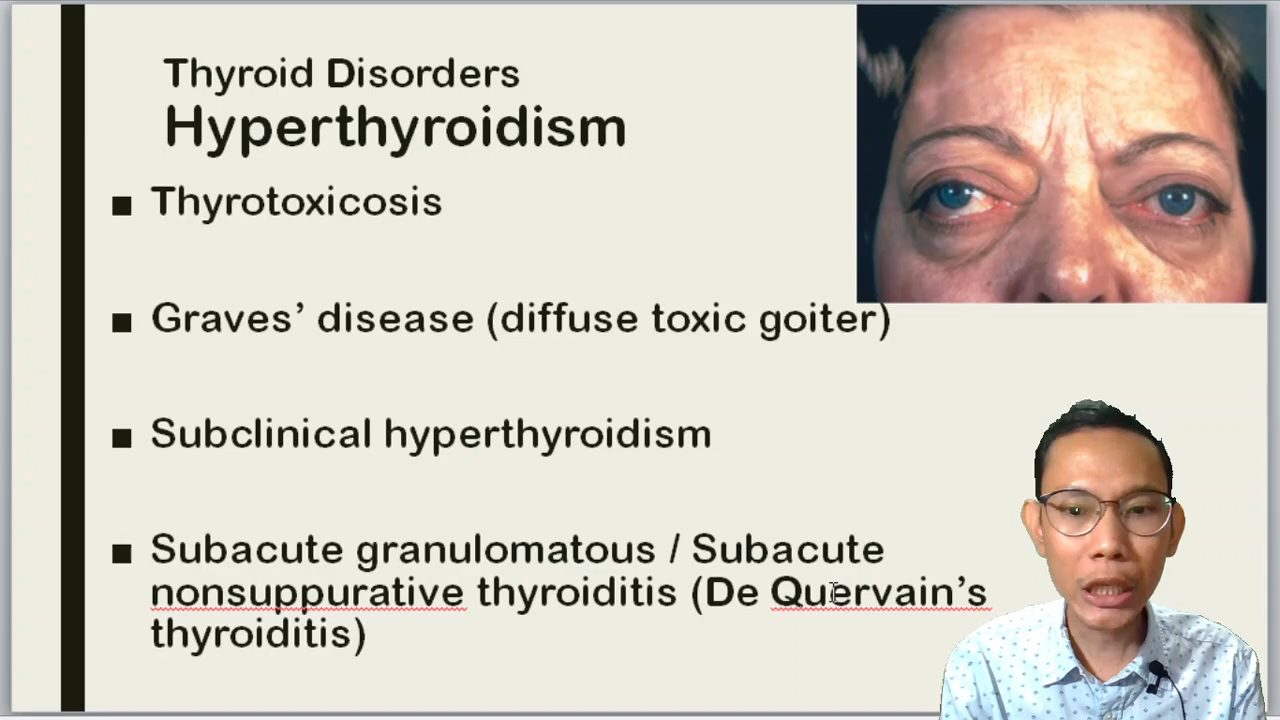 Thyroid Disorders
Hyperthyroidism
■ Thyrotoxicosis
■ Graves’ disease (diffuse toxic goiter)
■ Subclinical hyperthyroidism
■ Subacute granulomatous / Subacute
nonsuppurative thyroiditis (De Quervain’s
thyroiditis)